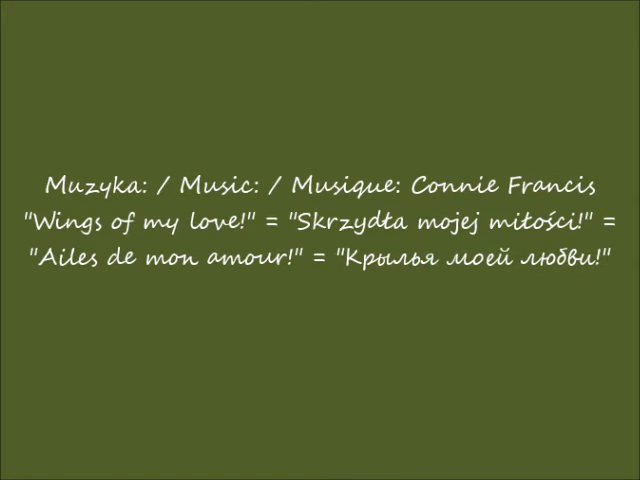 Muzyka: / Music: / Musique: Connie Francis
"Wings of my love!" = "Skrzydła mojej miłości!" =
"Ailes de mon amour!" = "Крылья моей любви!"